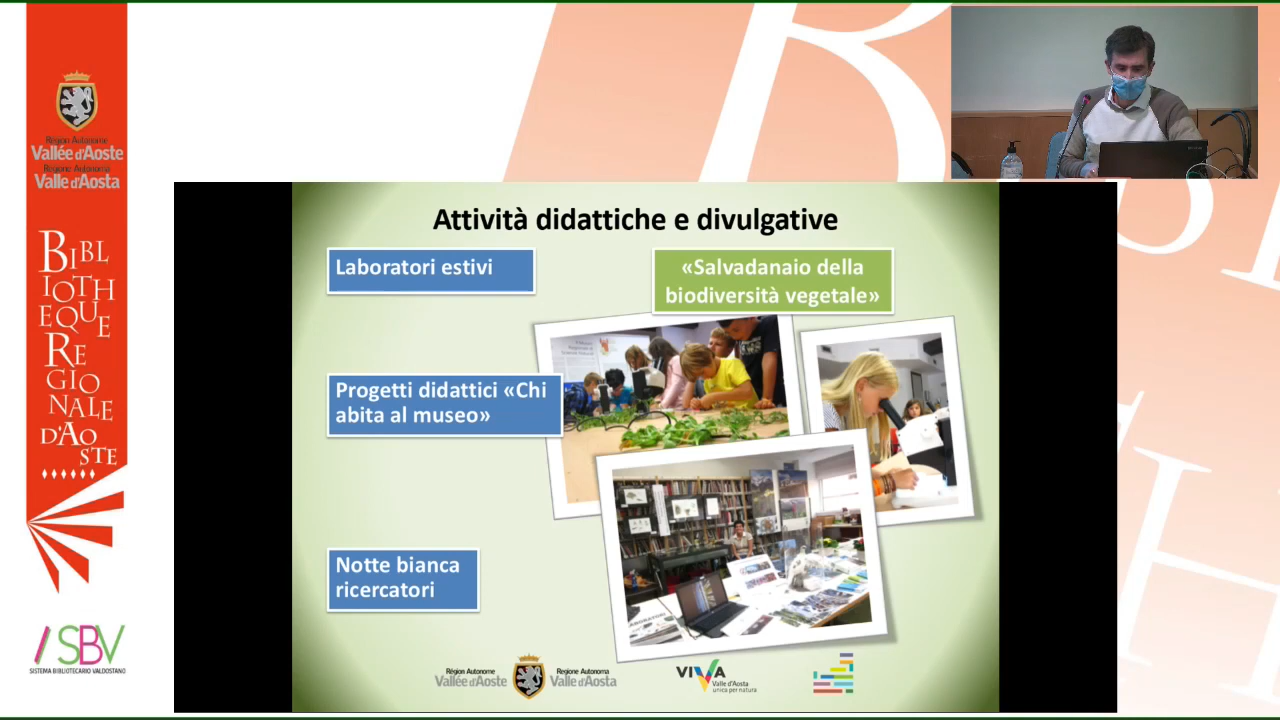 Région Autonome
Vallée d'Aoste
Regione Autonoma
Valle d'Aosta
BIBL
IOTH
EQUE
RE
GIO
NALE
D'AO
STE
SBV
SISTEMA BIBLIOTECARIO VALDOSTANO
Attività didattiche e divulgative
Laboratori estivi
«Salvadanaio della
biodiversità vegetale»
Progetti didattici «Chi
abita al museo»
Notte bianca
ricercatori
Région Autonome
Vallée d'Aoste
Regione Autonoma
Valle d'Aosta
VIVA
Valle d'Aosta
unica per natura